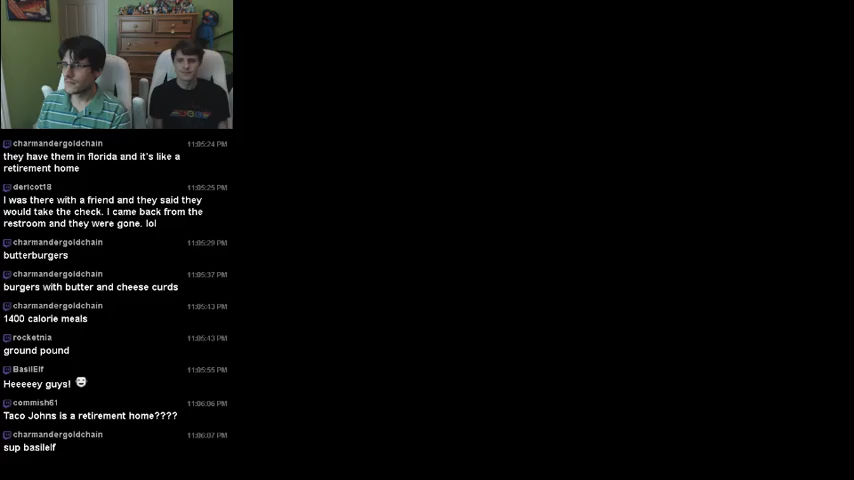 charmandergoldchain 11:05:24 PM
they have them in florida and it's like a
retirement home
dericot18 11:05:25 PM
I was there with a friend and they said they
would take the check. I came back from the
restroom and they were gone. lol
charmandergoldchain 11:05:29 PM
butterburgers
charmandergoldchain 11:05:37 PM
burgers with butter and cheese curds
charmandergoldchain 11:05:43 PM
1400 calorie meals
rocketnia 11:05:43 PM
ground pound
BasilElf 11:05:55 PM
Heeeeey guys!
commish61 11:06:06 PM
Taco Johns is a retirement home????
charmandergoldchain 11:06:07 PM
sup basilelf